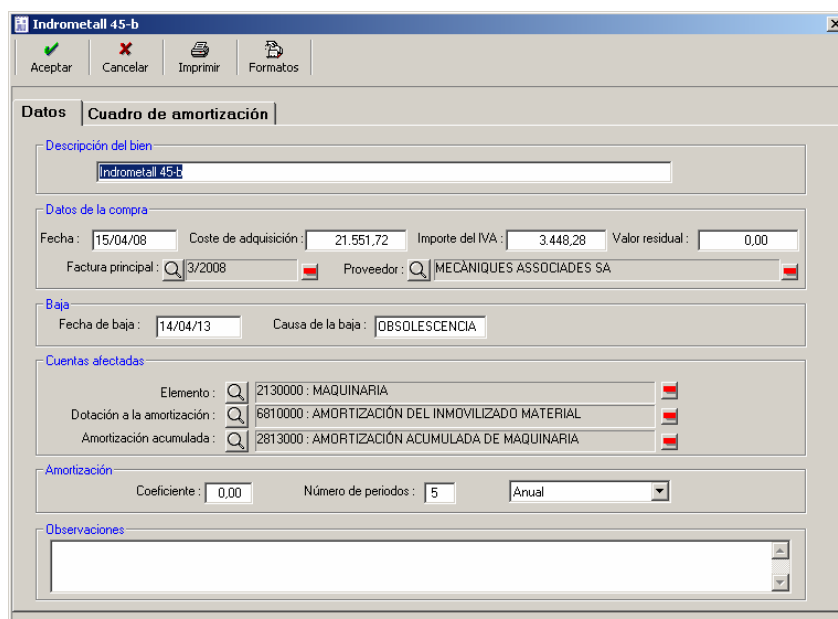 Indrometall 45-b
Aceptar Cancelar Imprimir Formatos
Datos Cuadro de amortización
Descripción del bien
Indrometall 45-b
Datos de la compra
Fecha : 15/04/08 Coste de adquisición : 21.551,72 Importe del IVA : 3.448,28 Valor residual : 0,00
Factura principal : 3/2008 Proveedor : MECÀNIQUES ASSOCIADES SA
Baja
Fecha de baja : 14/04/13 Causa de la baja : OBSOLESCENCIA
Cuentas afectadas
Elemento : 2130000 : MAQUINARIA
Dotación a la amortización : 6810000 : AMORTIZACIÓN DEL INMOVILIZADO MATERIAL
Amortización acumulada : 2813000 : AMORTIZACIÓN ACUMULADA DE MAQUINARIA
Amortización
Coeficiente : 0,00 Número de periodos : 5 Anual
Observaciones